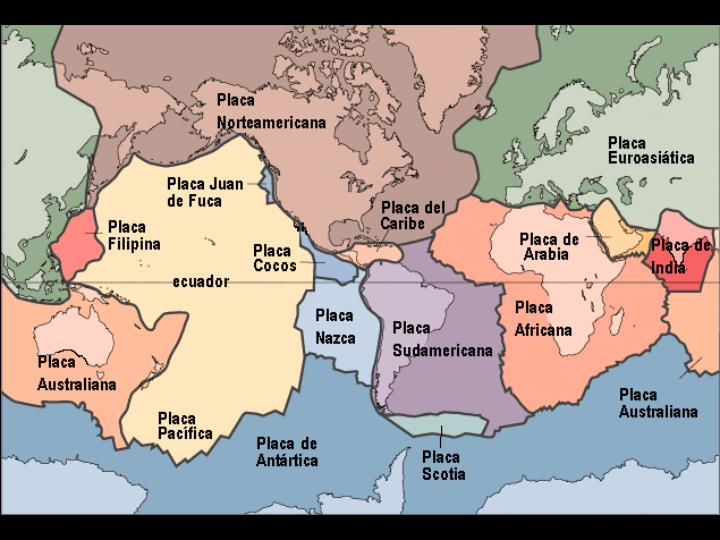 Placa
Norteamericana
Placa
Euroasiática
Placa Juan
de Fuca
Placa del
Caribe
Placa
Filipina
Placa de
Arabia
Placa de
India
Placa
Cocos
ecuador
Placa
Nazca
Placa
Sudamericana
Placa
Africana
Placa
Australiana
Placa
Australiana
Placa
Pacífica
Placa de
Antártica
Placa
Scotia